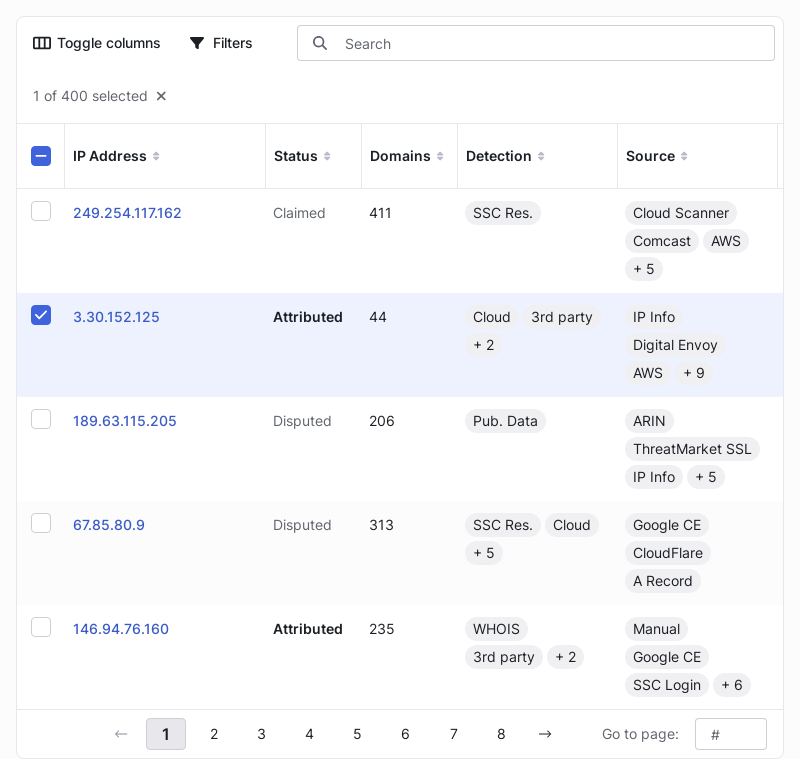 Toggle columns Filters Search
1 of 400 selected
IP Address Status Domains Detection Source
249.254.117.162 Claimed 411 SSC Res. Cloud Scanner
Comcast AWS
+ 5
3.30.152.125 Attributed 44 Cloud 3rd party IP Info
+ 2 Digital Envoy
AWS + 9
189.63.115.205 Disputed 206 Pub. Data ARIN
ThreatMarket SSL
IP Info + 5
67.85.80.9 Disputed 313 SSC Res. Cloud Google CE
+ 5 CloudFlare
A Record
146.94.76.160 Attributed 235 WHOIS Manual
3rd party + 2 Google CE
SSC Login + 6
← 1 2 3 4 5 6 7 8 → Go to page: #